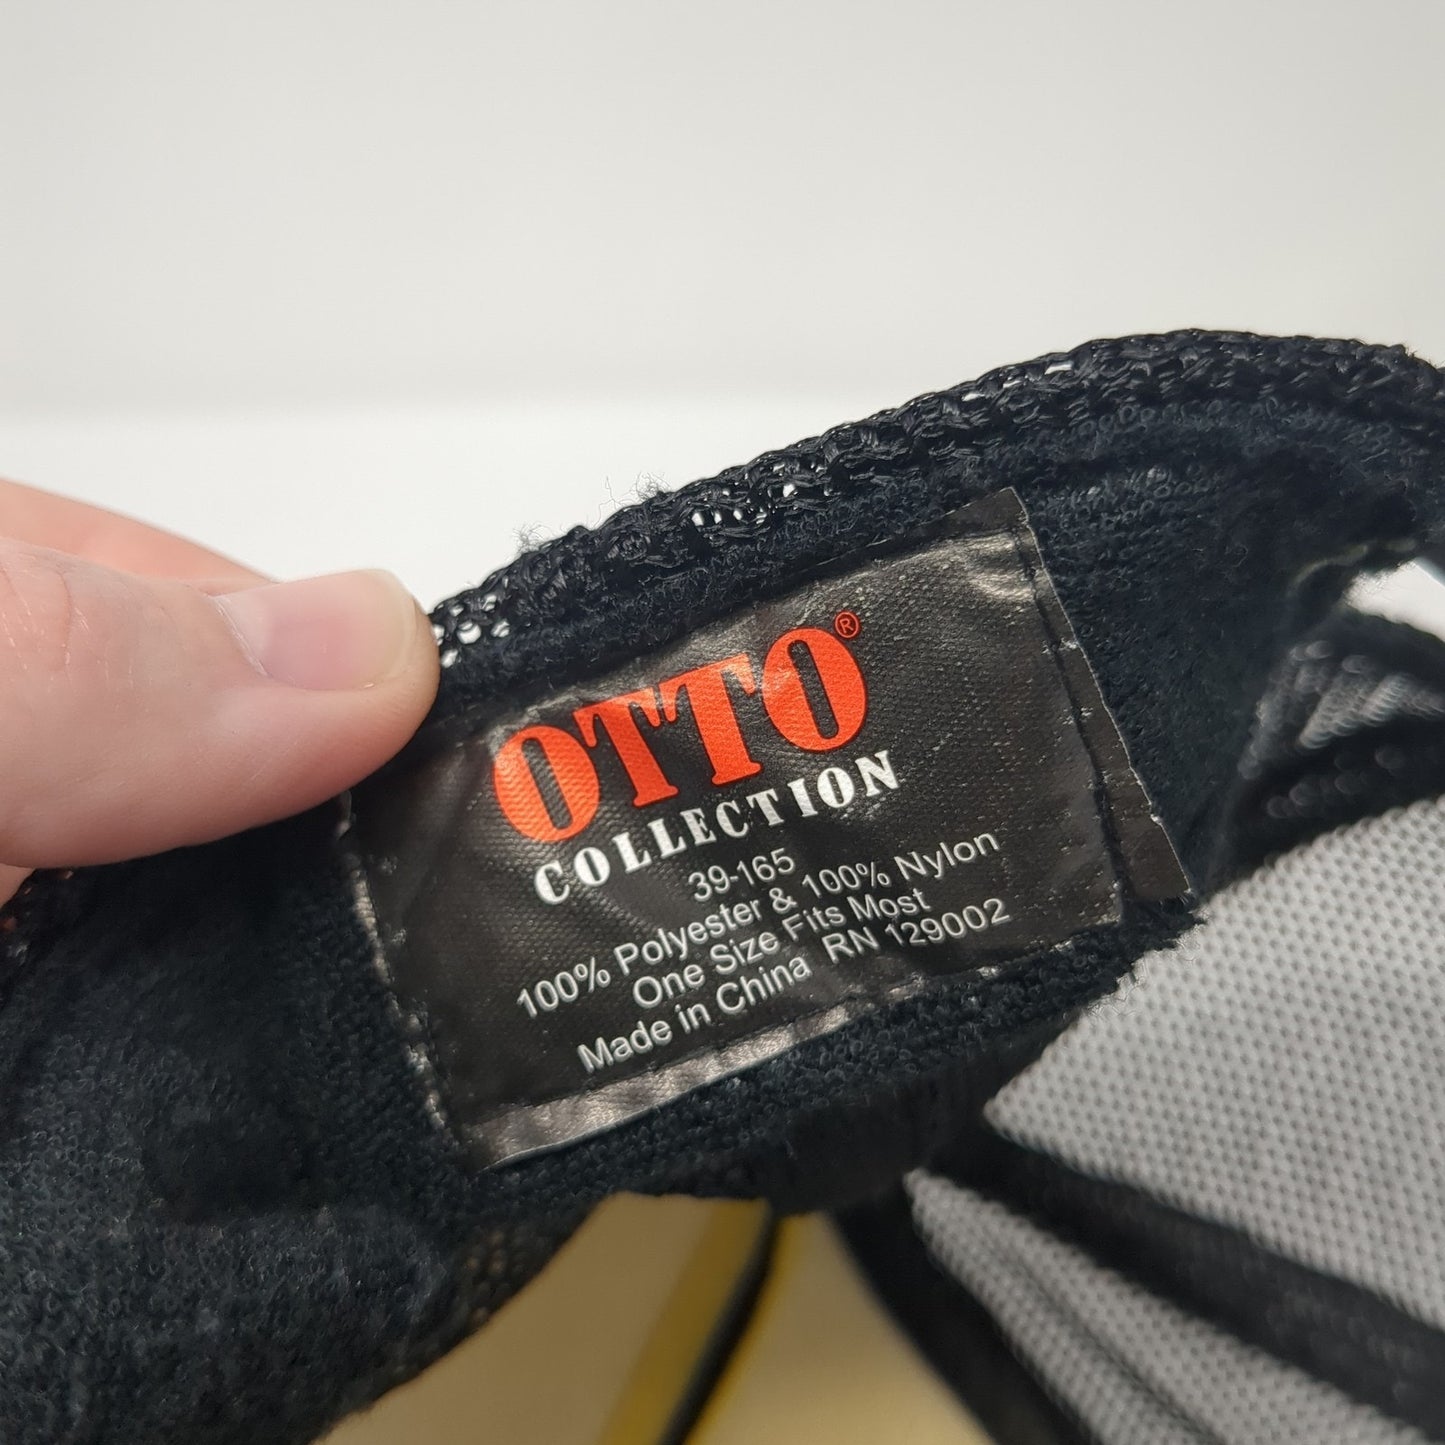 OTTO®
COLLECTION
39-165
100% Polyester & 100% Nylon
One Size Fits Most
Made in China RN 129002